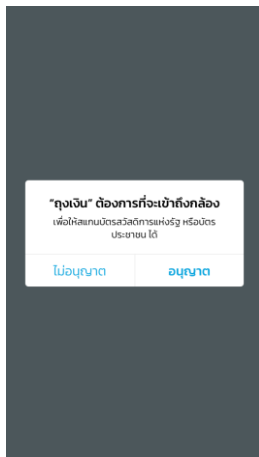 "ถุงเงิน" ต้องการที่จะเข้าถึงกล้อง
เพื่อให้สแกนบัตรสวัสดิการแห่งรัฐ หรือบัตร
ประชาชน ได้
ไม่อนุญาต
อนุญาต